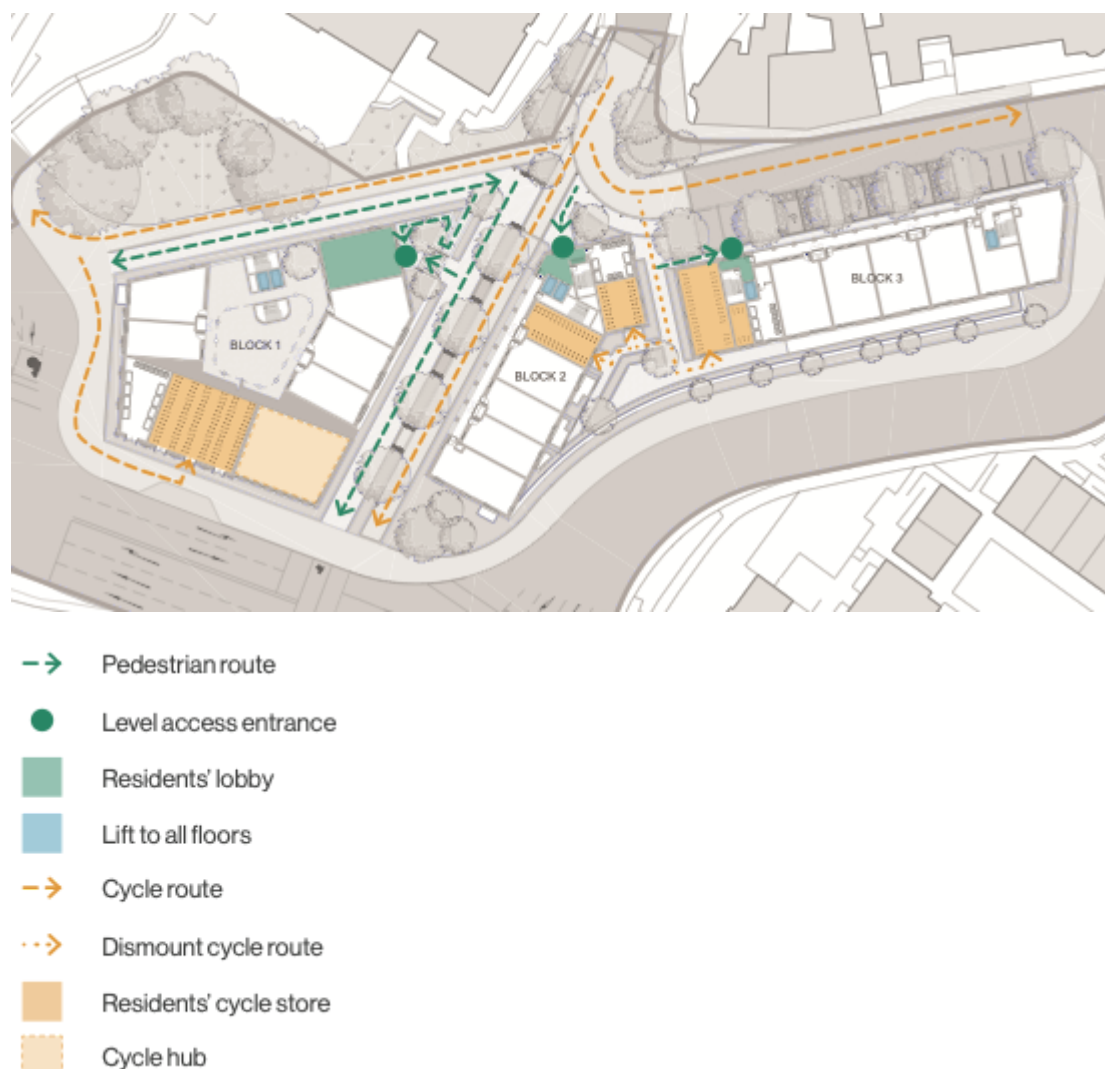 BLOCK 1
BLOCK 2
BLOCK 3
Pedestrian route
Level access entrance
Residents' lobby
Lift to all floors
Cycle route
Dismount cycle route
Residents' cycle store
Cycle hub